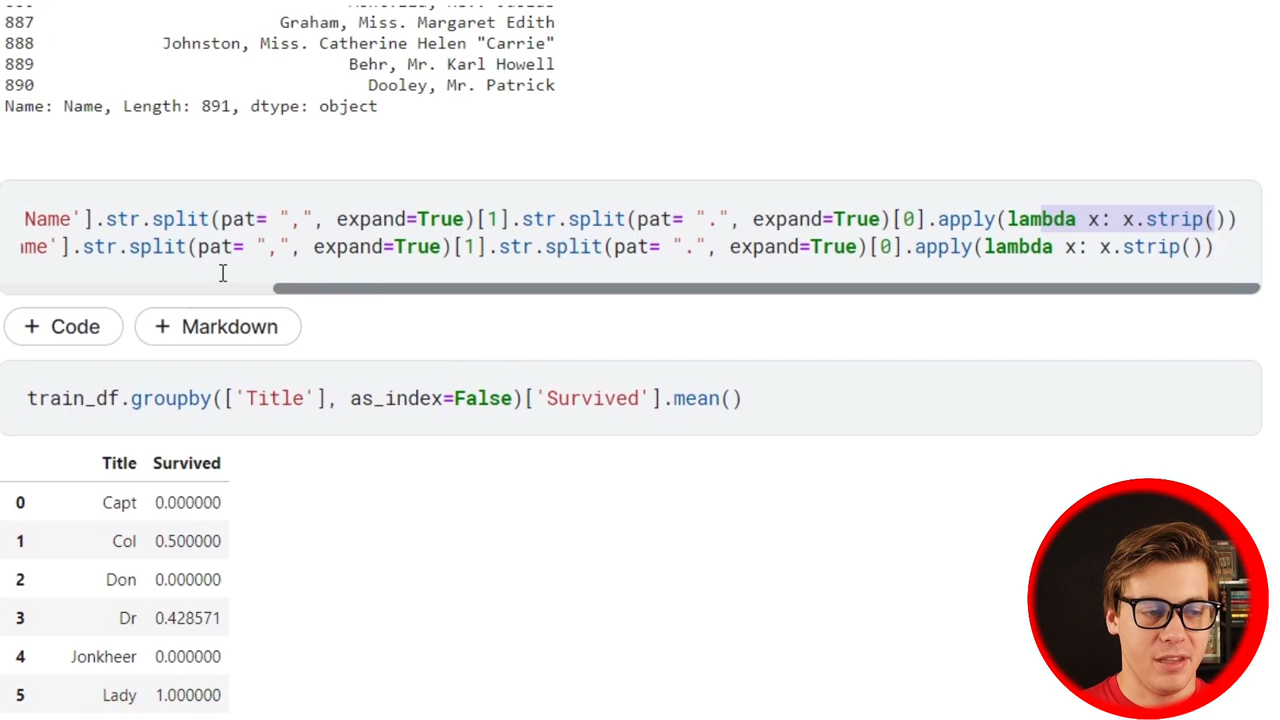 887 Graham, Miss. Margaret Edith
888 Johnston, Miss. Catherine Helen "Carrie"
889 Behr, Mr. Karl Howell
890 Dooley, Mr. Patrick
Name: Name, Length: 891, dtype: object
Name'].str.split(pat= ",", expand=True)[1].str.split(pat= ".", expand=True)[0].apply(lambda x: x.strip())
me'].str.split(pat= ",", expand=True)[1].str.split(pat= ".", expand=True)[0].apply(lambda x: x.strip())
+ Code + Markdown
train_df.groupby(['Title'], as_index=False)['Survived'].mean()
Title Survived
0 Capt 0.000000
1 Col 0.500000
2 Don 0.000000
3 Dr 0.428571
4 Jonkheer 0.000000
5 Lady 1.000000